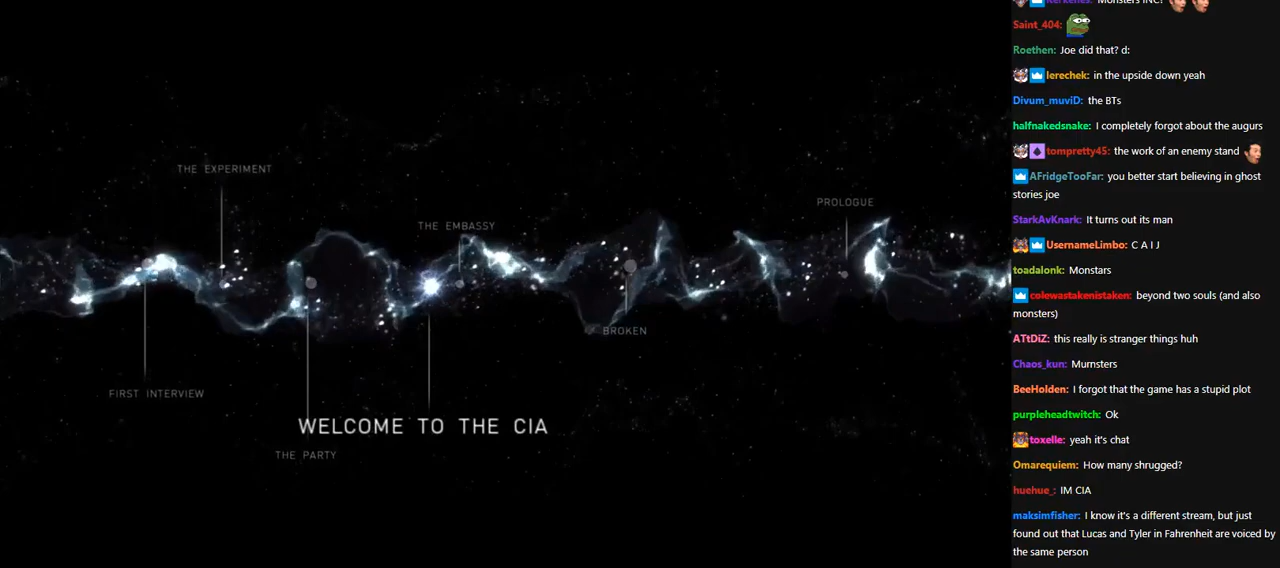 THE EXPERIMENT
PROLOGUE
THE EMBASSY
BROKEN
FIRST INTERVIEW
WELCOME TO THE CIA
THE PARTY
Saint_404:
Roethen: Joe did that? d:
lerechek: in the upside down yeah
Divum_muviD: the BTs
halfnakedsnake: I completely forgot about the augurs
tompretty45: the work of an enemy stand
AFridgeTooFar: you better start believing in ghost
stories joe
StarkAvKnark: It turns out its man
UsernameLimbo: C A I J
toadalonk: Monstars
colewastakenistaken: beyond two souls (and also
monsters)
ATtDiZ: this really is stranger things huh
Chaos_kun: Murnsters
BeeHolden: I forgot that the game has a stupid plot
purpleheadtwitch: Ok
toxelle: yeah it's chat
Omarequiem: How many shrugged?
huehue_: IM CIA
maksimfisher: I know it's a different stream, but just
found out that Lucas and Tyler in Fahrenheit are voiced by
the same person